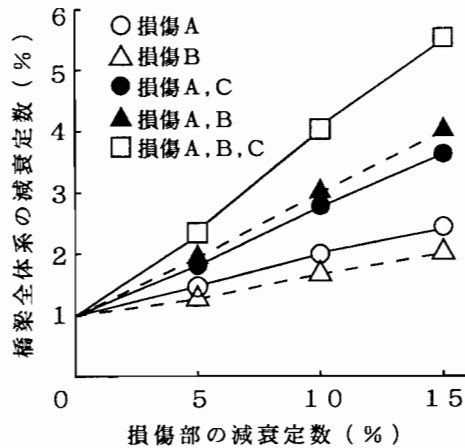 橋梁全体系の減衰定数（％）
6
5
4
3
2
1
0
5
10
15
○損傷A
△損傷B
●損傷A,C
▲損傷A,B
□損傷A,B,C
損傷部の減衰定数（％）